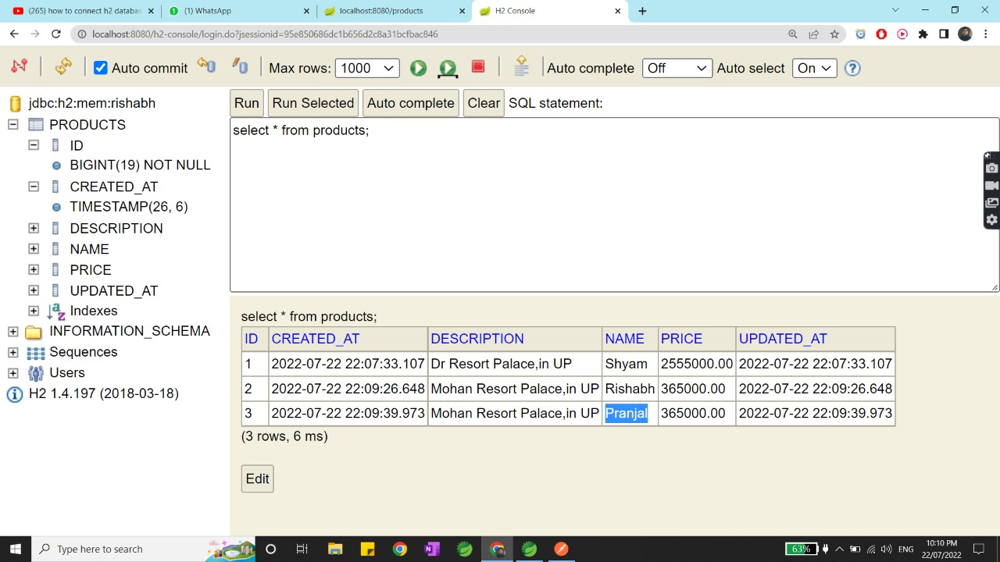 (265) how to connect h2 databas
(1) WhatsApp
localhost:8080/products
H2 Console
localhost:8080/h2-console/login.do?jsessionid=95e850686dc1b656d2e8a31bcfbac846
Auto commit
Max rows: 1000
Auto complete Off
Auto select On
jdbc:h2:mem:rishabh
PRODUCTS
ID
BIGINT(19) NOT NULL
CREATED_AT
TIMESTAMP(26, 6)
DESCRIPTION
NAME
PRICE
UPDATED_AT
Indexes
INFORMATION_SCHEMA
Sequences
Users
H2 1.4.197 (2018-03-18)
Run Run Selected Auto complete Clear SQL statement:
select * from products;
select * from products;
ID CREATED_AT DESCRIPTION NAME PRICE UPDATED_AT
1 2022-07-22 22:07:33.107 Dr Resort Palace,in UP Shyam 2555000.00 2022-07-22 22:07:33.107
2 2022-07-22 22:09:26.648 Mohan Resort Palace,in UP Rishabh 365000.00 2022-07-22 22:09:26.648
3 2022-07-22 22:09:39.973 Mohan Resort Palace,in UP Pranjal 365000.00 2022-07-22 22:09:39.973
(3 rows, 6 ms)
Edit
Type here to search
63%
ENG
10:10 PM
22/07/2022